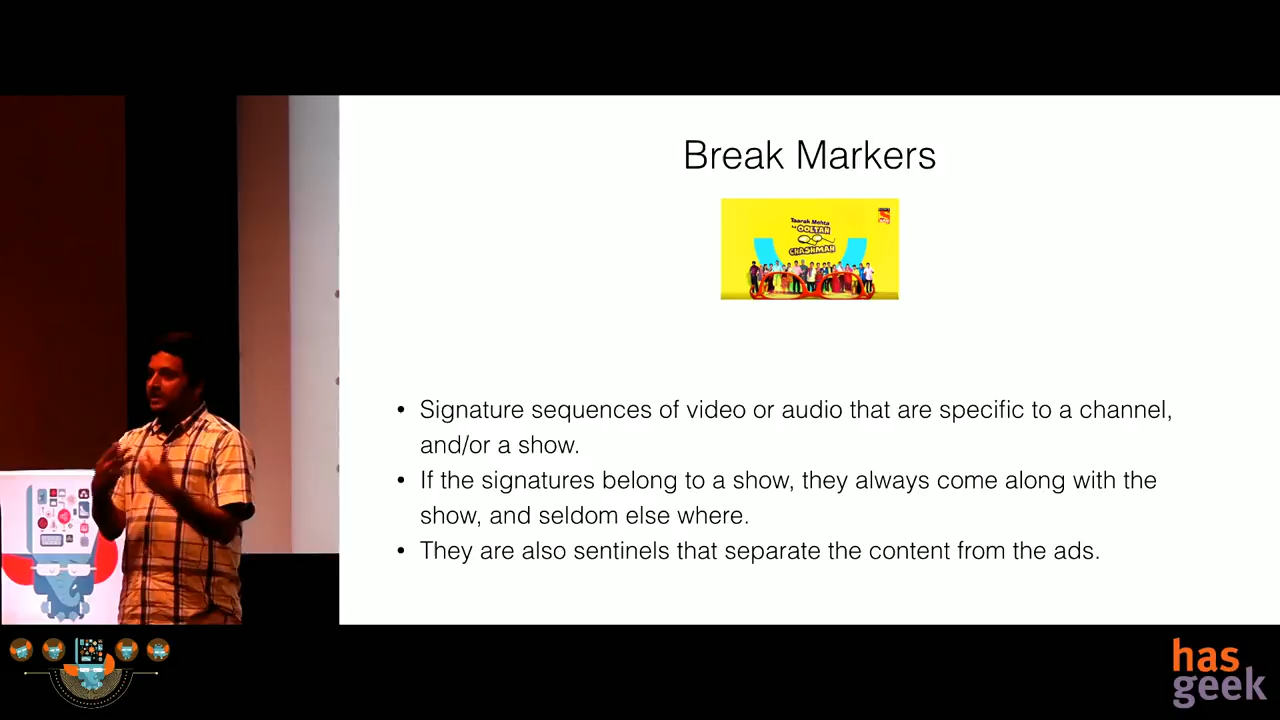 Break Markers
Taarak Mehta
ka OOLTAH
CHASHMAH
• Signature sequences of video or audio that are specific to a channel,
and/or a show.
• If the signatures belong to a show, they always come along with the
show, and seldom else where.
• They are also sentinels that separate the content from the ads.
has
geek